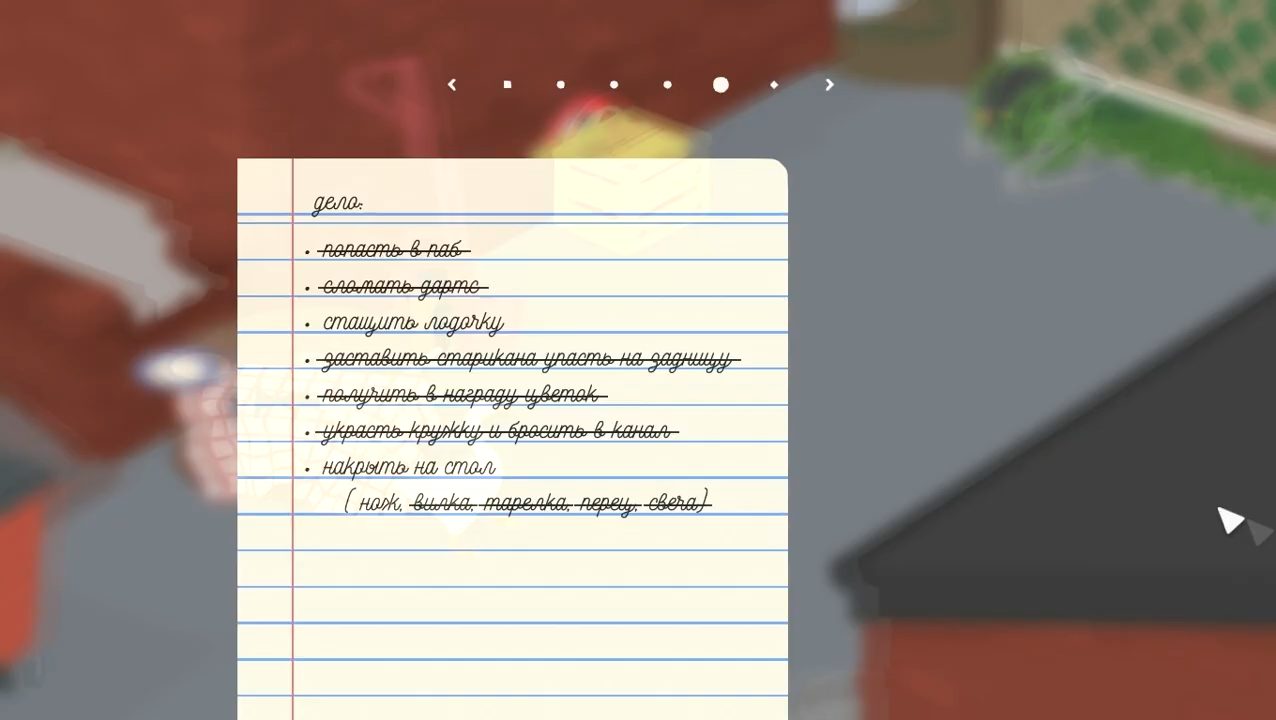 дело:
• попасть в паб
• сломать дартс
• стащить лодочку
• заставить старикана упасть на задницу
• получить в награду цветок
• украсть кружку и бросить в канал
• накрыть на стол
( нож, вилка, тарелка, перец, свеча)